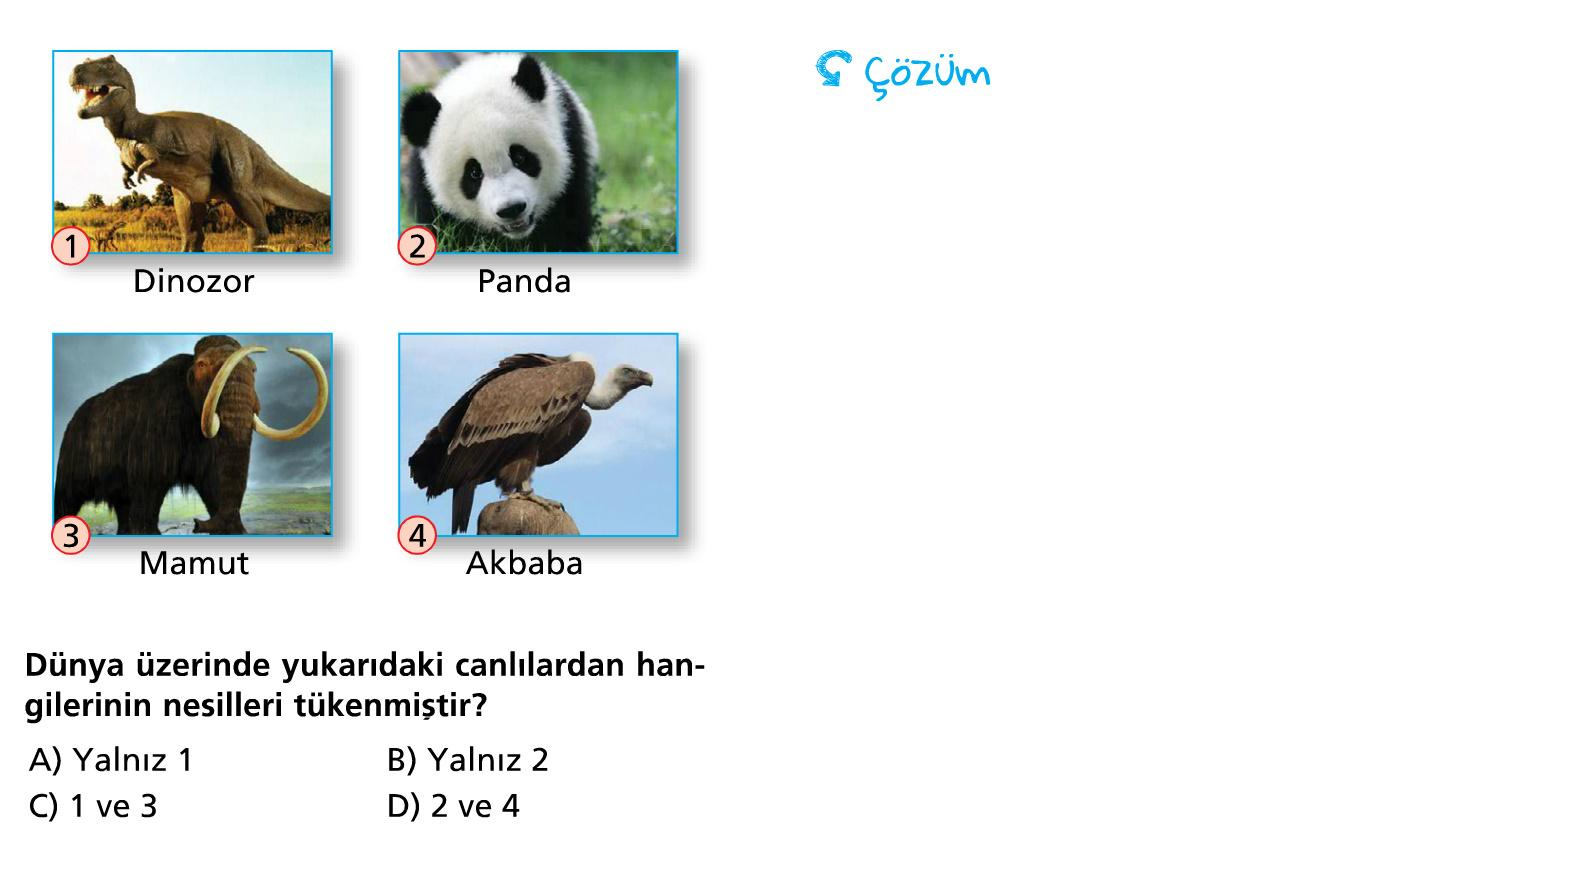 1
Dinozor
2
Panda
3
Mamut
4
Akbaba
Dünya üzerinde yukarıdaki canlılardan han-
gilerinin nesilleri tükenmiştir?
A) Yalnız 1
B) Yalnız 2
C) 1 ve 3
D) 2 ve 4
Çözüm